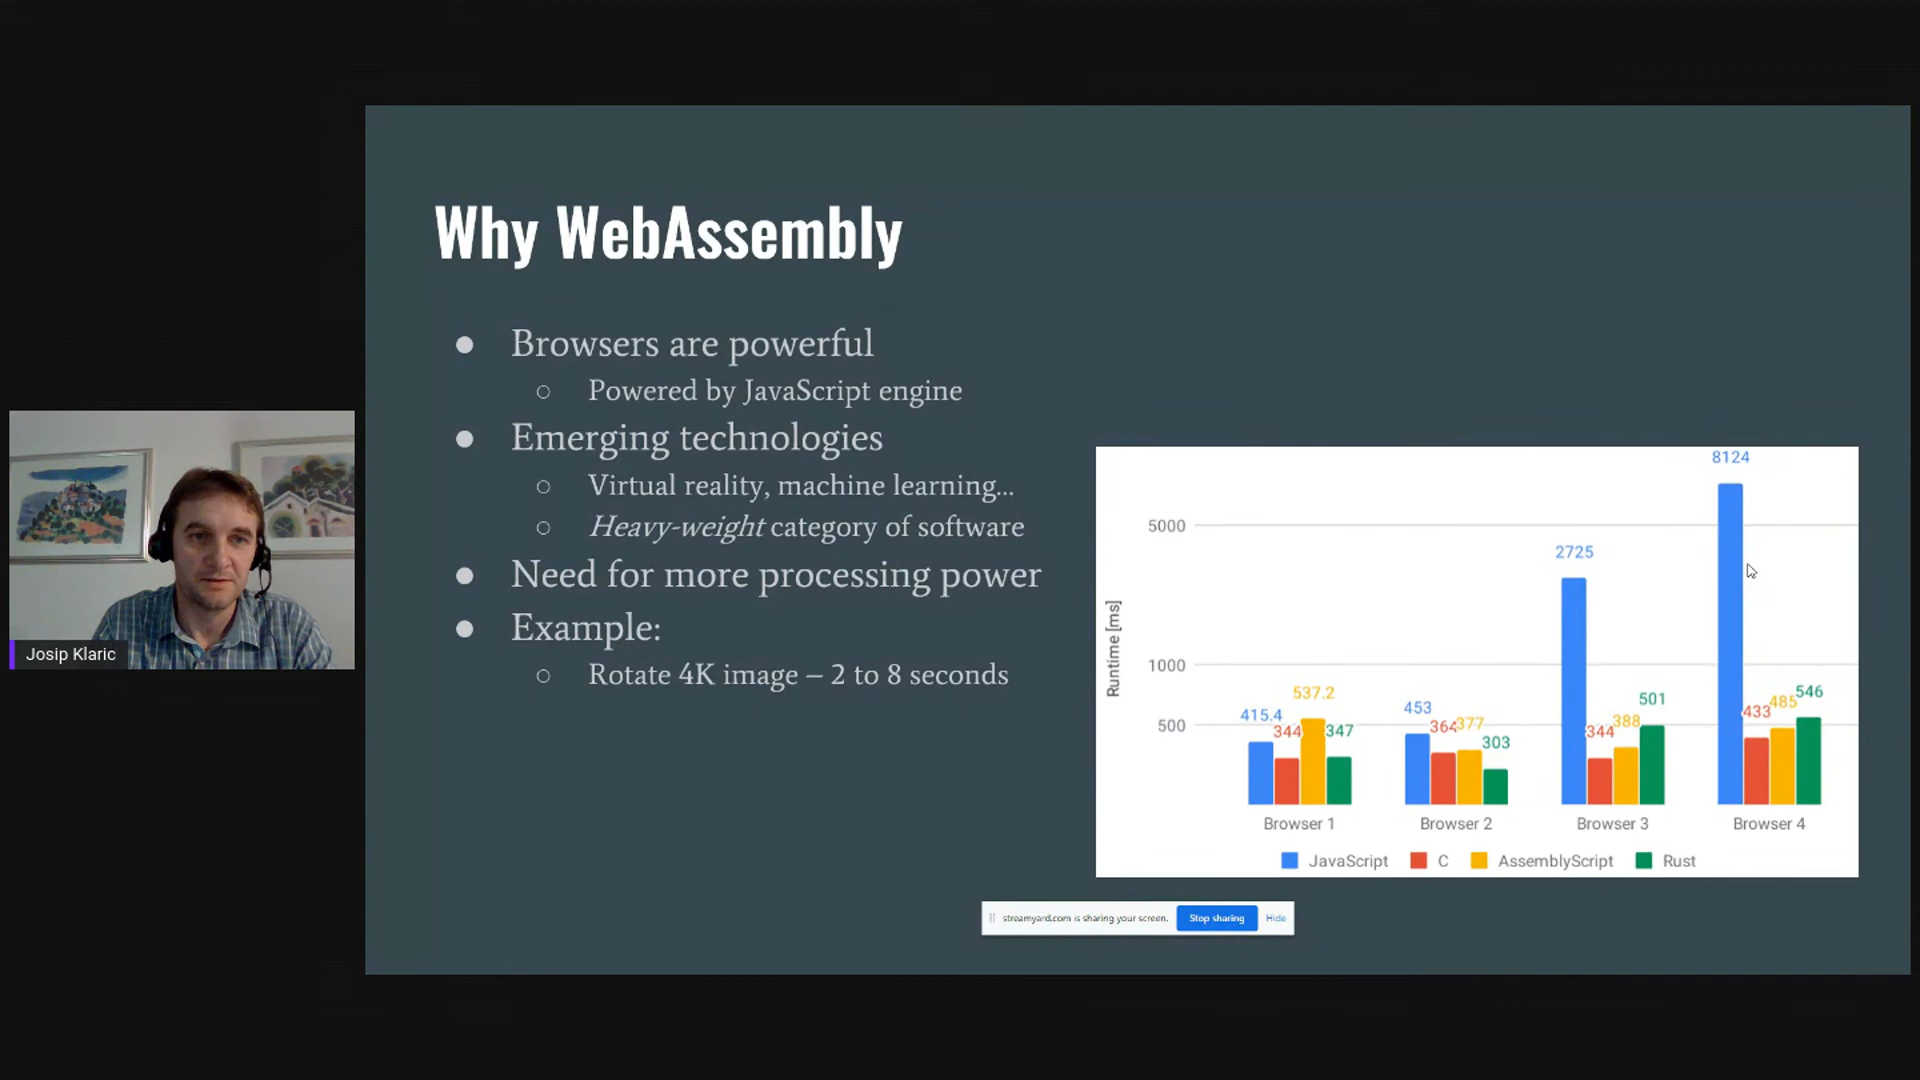 Why WebAssembly
● Browsers are powerful
○ Powered by JavaScript engine
● Emerging technologies
○ Virtual reality, machine learning...
○ Heavy-weight category of software
● Need for more processing power
● Example:
○ Rotate 4K image – 2 to 8 seconds
Josip Klaric
Runtime [ms]
5000
1000
500
415.4
344
537.2
347
453
364
377
303
2725
344
388
501
8124
433
485
546
Browser 1
Browser 2
Browser 3
Browser 4
JavaScript
C
AssemblyScript
Rust
streamyard.com is sharing your screen.
Stop sharing
Hide